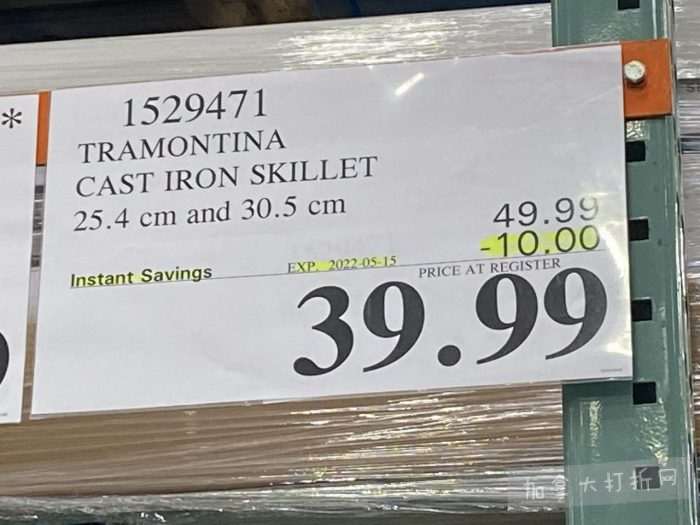 *
1529471
TRAMONTINA
CAST IRON SKILLET
25.4 cm and 30.5 cm
49.99
-10.00
Instant Savings
EXP. 2022-05-15
PRICE AT REGISTER
39.99
加拿大打折网